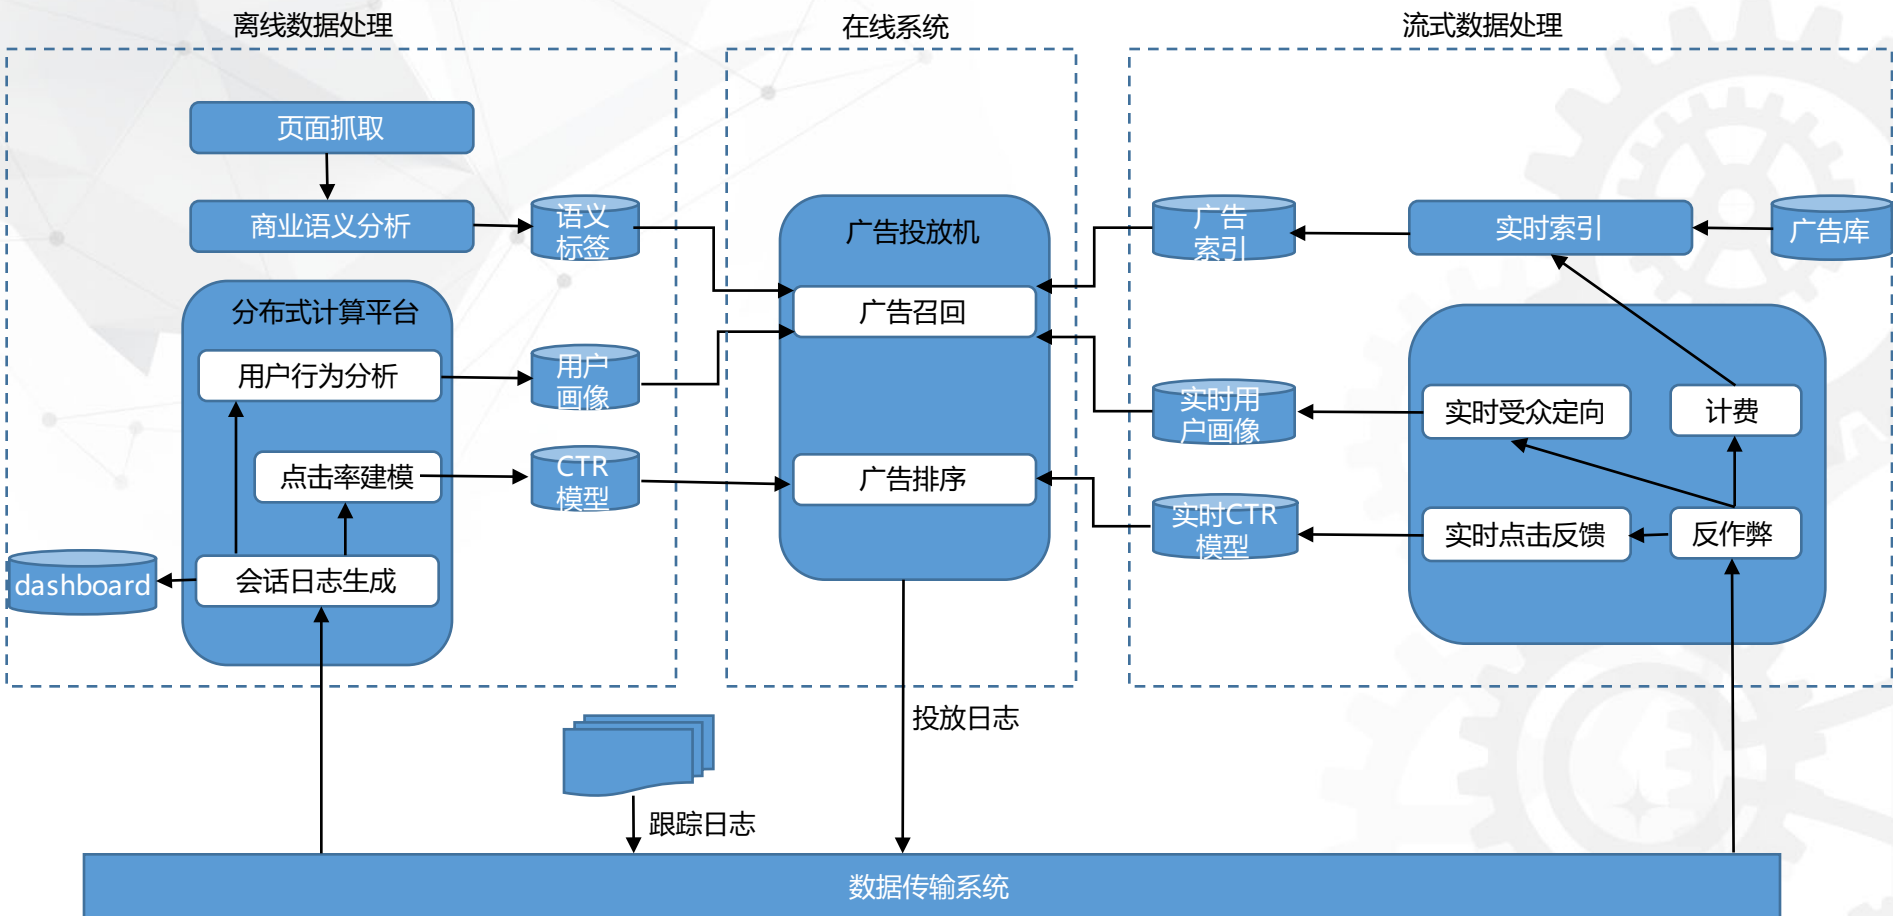 离线数据处理
在线系统
流式数据处理
页面抓取
商业语义分析
语义
标签
分布式计算平台
用户行为分析
用户
画像
点击率建模
CTR
模型
会话日志生成
dashboard
广告投放机
广告召回
广告排序
广告
索引
实时索引
广告库
实时用
户画像
实时受众定向
计费
实时CTR
模型
实时点击反馈
反作弊
投放日志
跟踪日志
数据传输系统